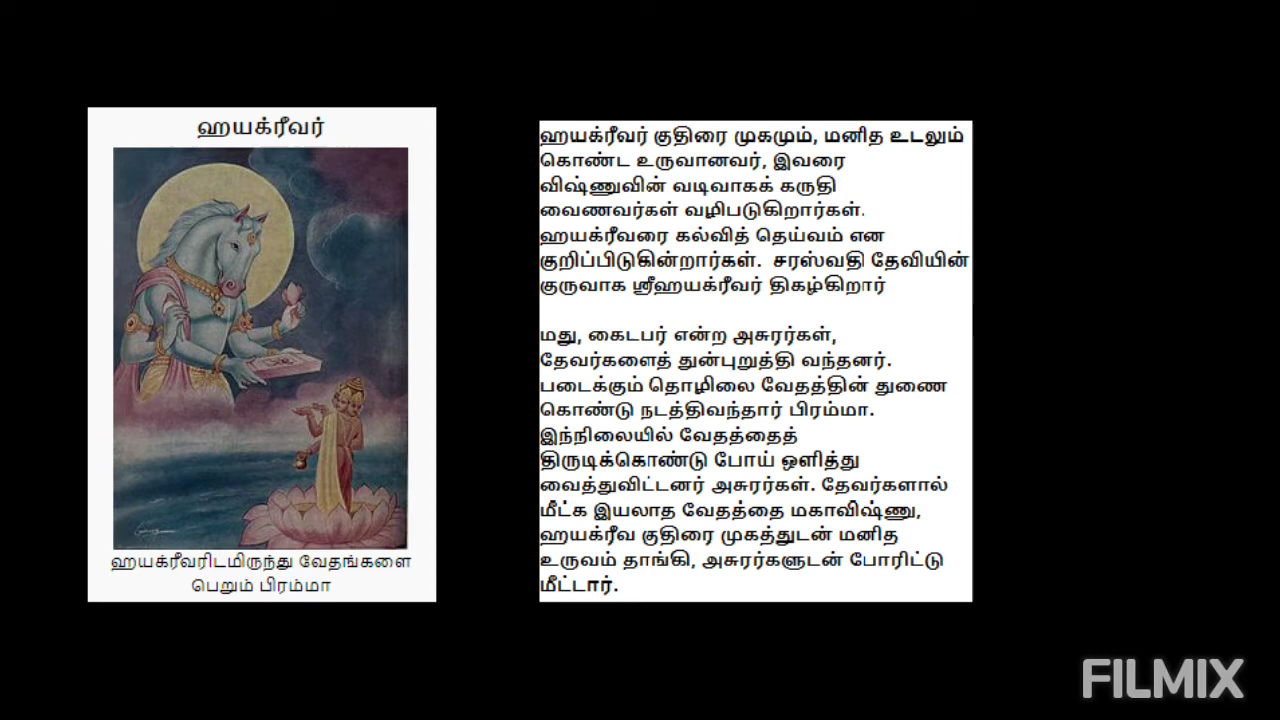 ஹயக்ரீவர்
ஹயக்ரீவரிடமிருந்து வேதங்களை
பெறும் பிரம்மா
ஹயக்ரீவர் குதிரை முகமும், மனித உடலும்
கொண்ட உருவானவர், இவரை
விஷ்ணுவின் வடிவாகக் கருதி
வைணவர்கள் வழிபடுகிறார்கள்.
ஹயக்ரீவரை கல்வித் தெய்வம் என
குறிப்பிடுகின்றார்கள். சரஸ்வதி தேவியின்
குருவாக ஸ்ரீஹயக்ரீவர் திகழ்கிறார்
மது, கைடபர் என்ற அசுரர்கள்,
தேவர்களைத் துன்புறுத்தி வந்தனர்.
படைக்கும் தொழிலை வேதத்தின் துணை
கொண்டு நடத்திவந்தார் பிரம்மா.
இந்நிலையில் வேதத்தைத்
திருடிக்கொண்டு போய் ஒளித்து
வைத்துவிட்டனர் அசுரர்கள். தேவர்களால்
மீட்க இயலாத வேதத்தை மகாவிஷ்ணு,
ஹயக்ரீவ குதிரை முகத்துடன் மனித
உருவம் தாங்கி, அசுரர்களுடன் போரிட்டு
மீட்டார்.
FILMIX